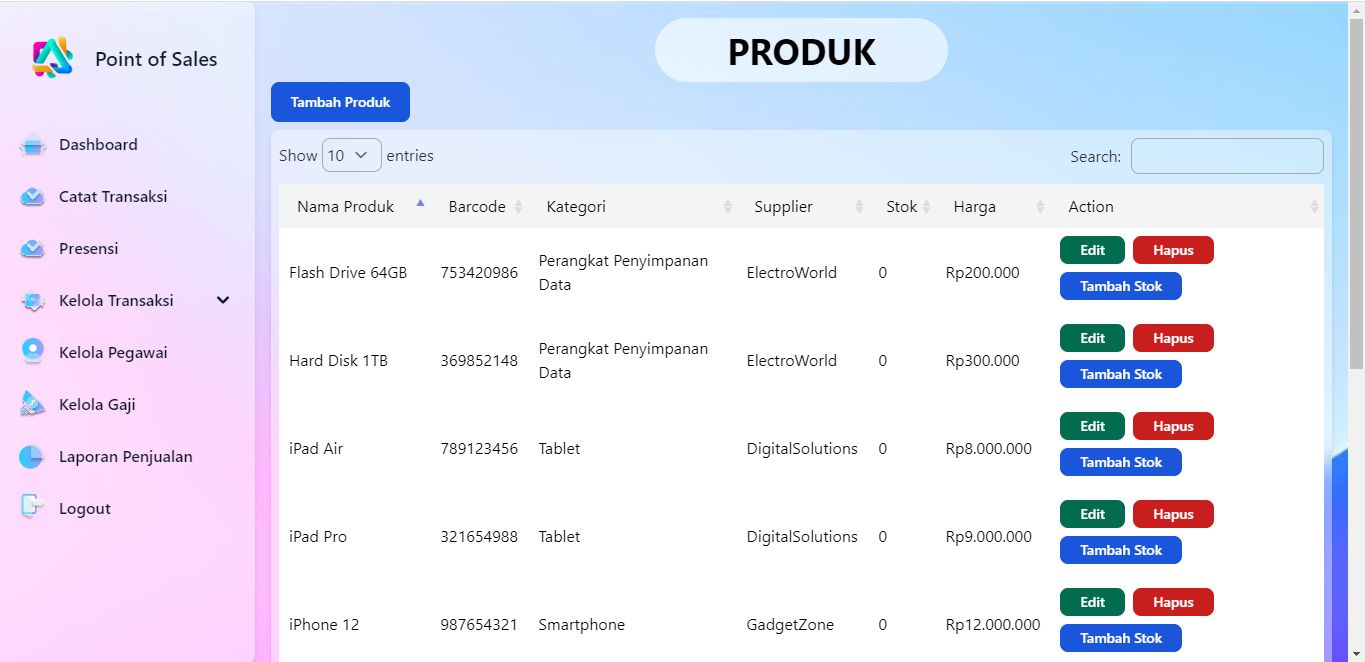 Point of Sales
Dashboard
Catat Transaksi
Presensi
Kelola Transaksi
Kelola Pegawai
Kelola Gaji
Laporan Penjualan
Logout
PRODUK
Tambah Produk
Show 10 entries
Search:
Nama Produk Barcode Kategori Supplier Stok Harga Action
Flash Drive 64GB 753420986 Perangkat Penyimpanan Data ElectroWorld 0 Rp200.000 Edit Hapus
Tambah Stok
Hard Disk 1TB 369852148 Perangkat Penyimpanan Data ElectroWorld 0 Rp300.000 Edit Hapus
Tambah Stok
iPad Air 789123456 Tablet DigitalSolutions 0 Rp8.000.000 Edit Hapus
Tambah Stok
iPad Pro 321654988 Tablet DigitalSolutions 0 Rp9.000.000 Edit Hapus
Tambah Stok
iPhone 12 987654321 Smartphone GadgetZone 0 Rp12.000.000 Edit Hapus
Tambah Stok